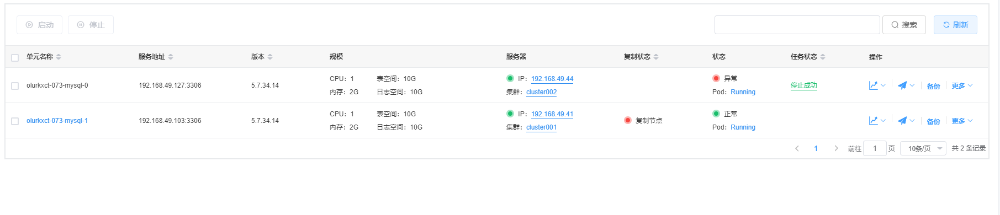 启动 停止 搜索 刷新
单元名称 服务地址 版本 规模 服务器 复制状态 状态 任务状态 操作
CPU：1 表空间：10G IP：192.168.49.44 异常
olurkxct-073-mysql-0 192.168.49.127:3306 5.7.34.14 停止成功 备份 更多
内存：2G 日志空间：10G 集群：cluster002 Pod：Running
CPU：1 表空间：10G IP：192.168.49.41 正常
olurkxct-073-mysql-1 192.168.49.103:3306 5.7.34.14 复制节点 备份 更多
内存：2G 日志空间：10G 集群：cluster001 Pod：Running
1 前往 1 页 10条/页 共 2 条记录